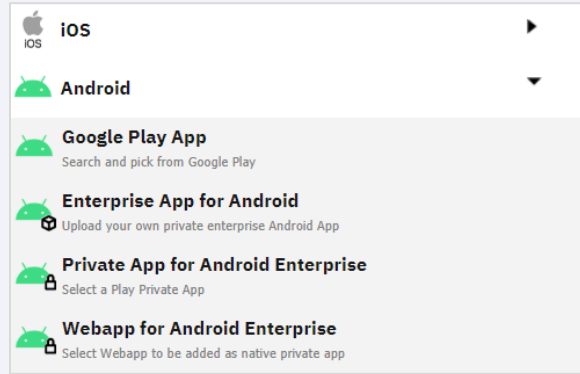 iOS
iOS
Android
Google Play App
Search and pick from Google Play
Enterprise App for Android
Upload your own private enterprise Android App
Private App for Android Enterprise
Select a Play Private App
Webapp for Android Enterprise
Select Webapp to be added as native private app